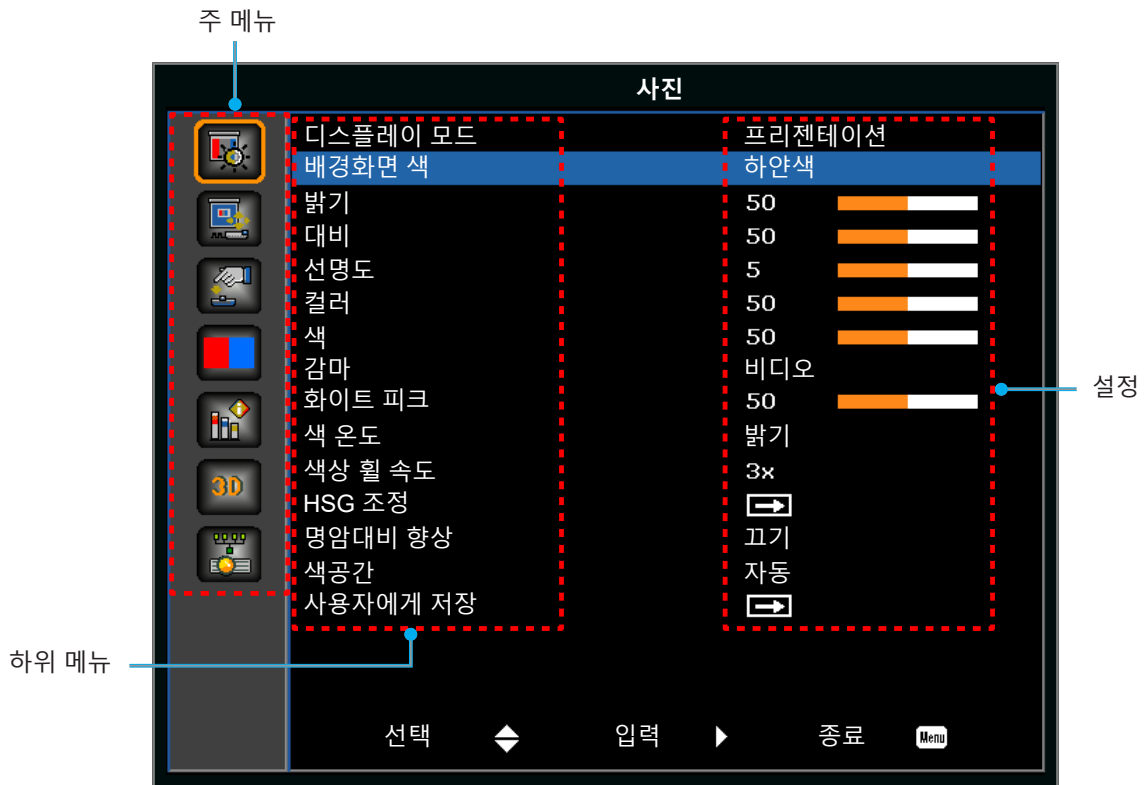 주 메뉴
사진
디스플레이 모드 프리젠테이션
배경화면 색 하얀색
밝기 50
대비 50
선명도 5
컬러 50
색 50
감마 비디오
화이트 피크 50
설정
색 온도 밝기
색상 휠 속도 3x
3D
HSG 조정
명암대비 향상 끄기
색공간 자동
사용자에게 저장
하위 메뉴
선택 입력 종료 Menu